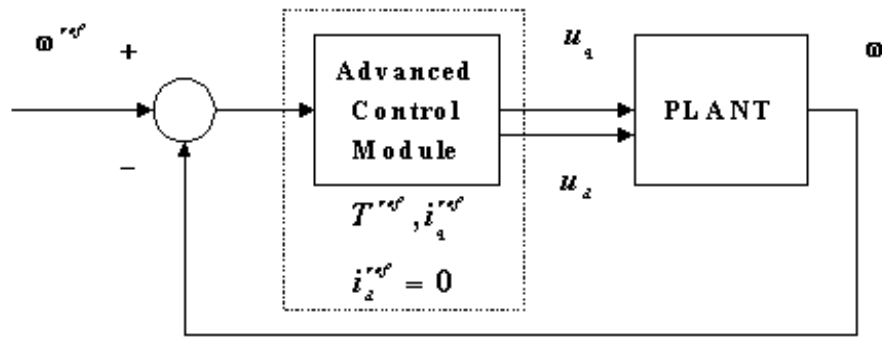 ω^ref
+
−
Advanced
Control
Module
T^ref, i_q^ref
i_d^ref = 0
u_q
u_d
PLANT
ω